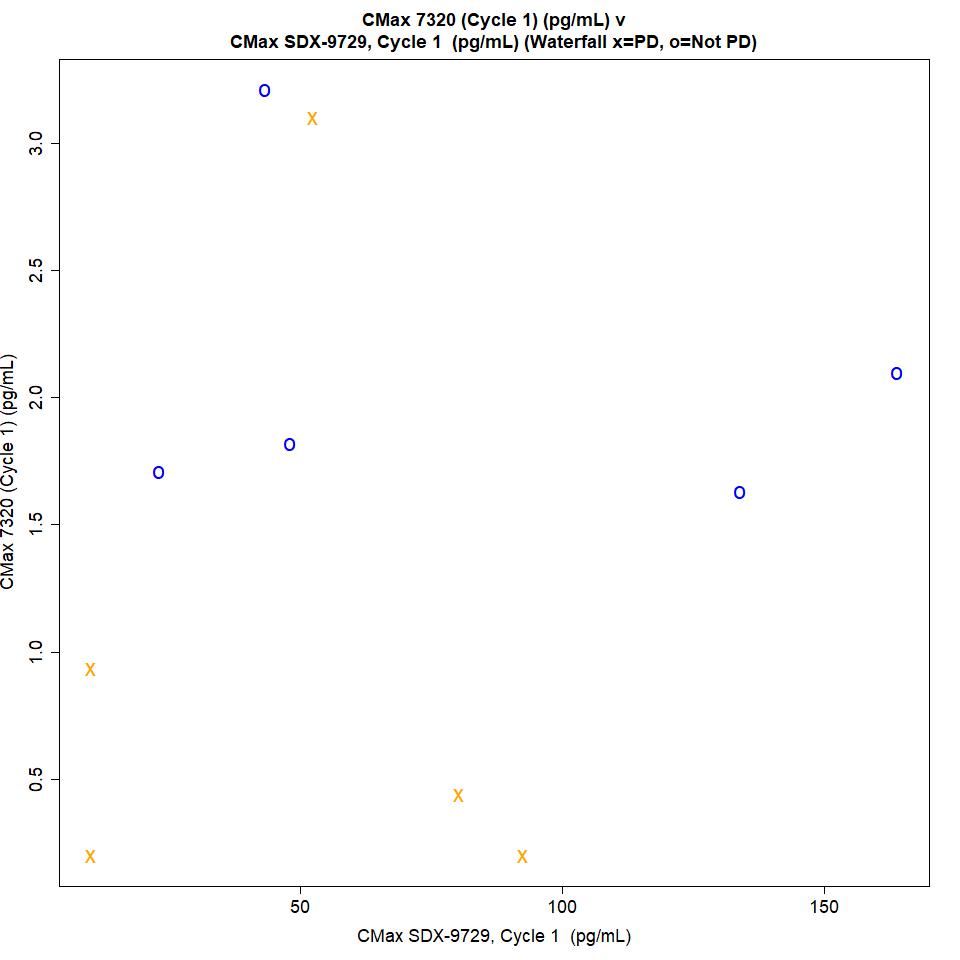 CMax 7320 (Cycle 1) (pg/mL) v
CMax SDX-9729, Cycle 1  (pg/mL) (Waterfall x=PD, o=Not PD)
O
X
3.0
2.5
O
2.0
O
O
O
1.5
CMax 7320 (Cycle 1) (pg/mL)
1.0
X
0.5
X
X
X
50
100
150
CMax SDX-9729, Cycle 1  (pg/mL)